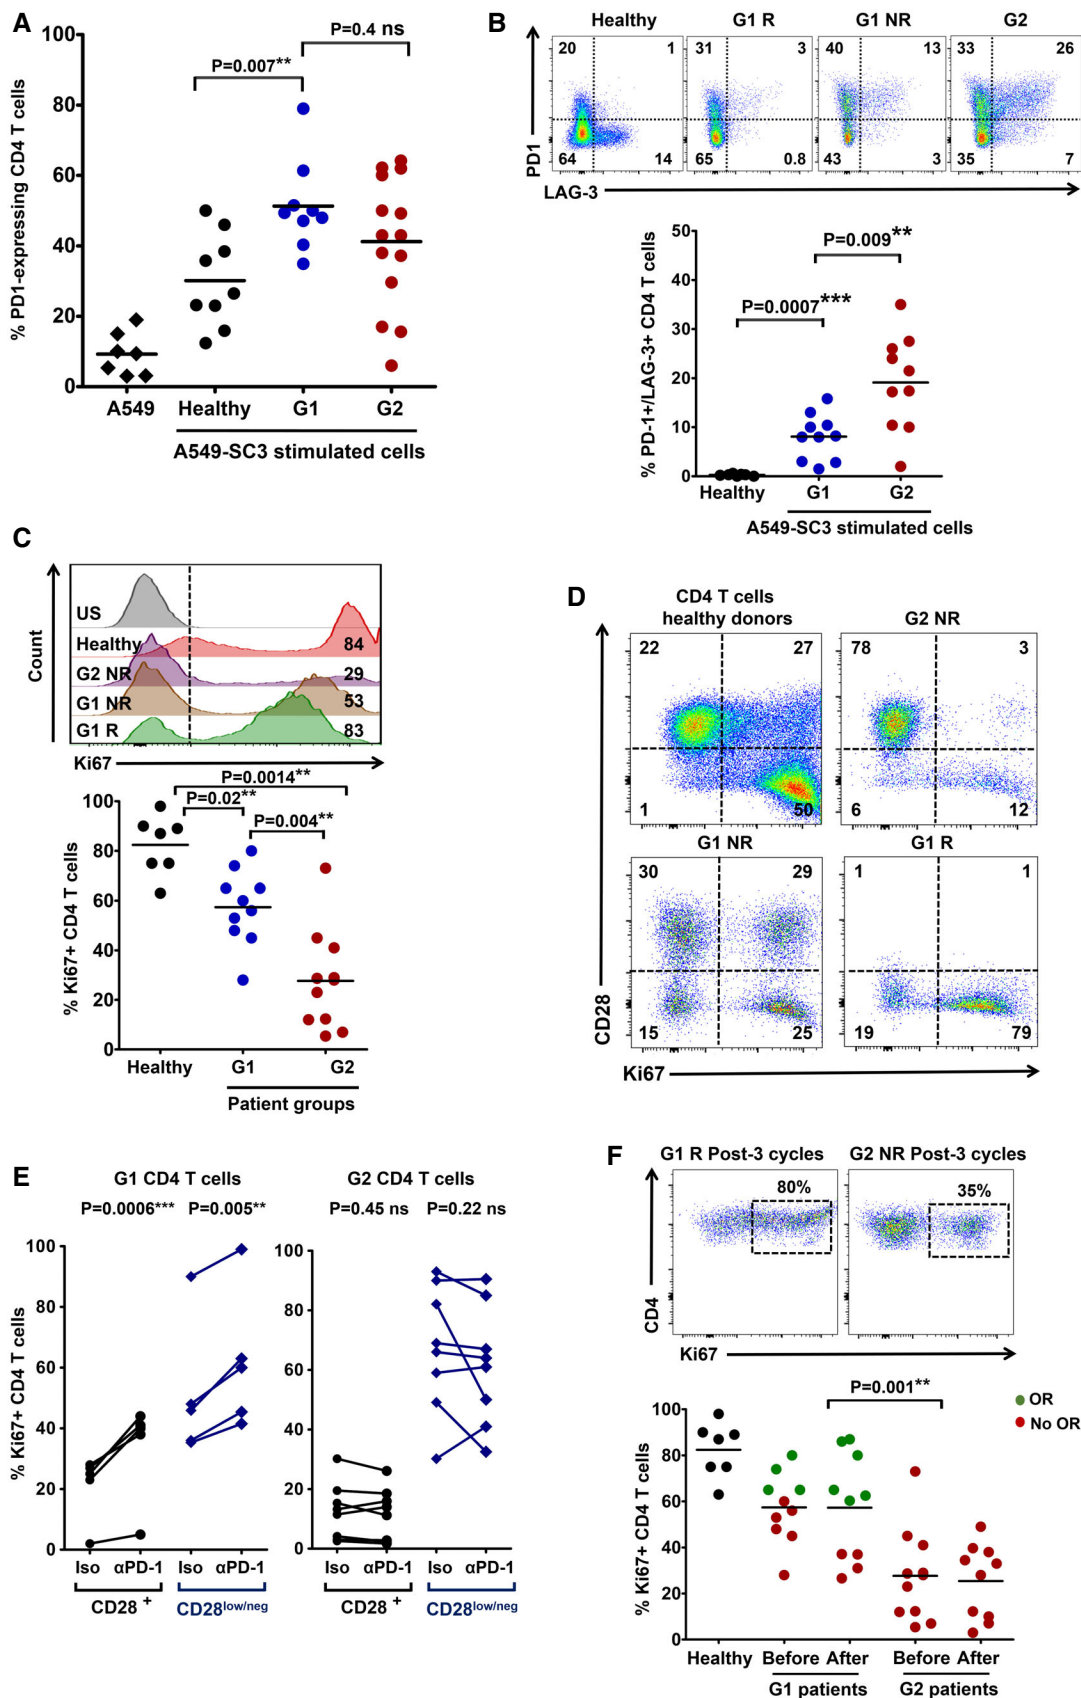 A
% PD1-expressing CD4 T cells
100
80
60
40
20
0
P=0.4 ns
P=0.007**
A549 Healthy G1 G2
A549-SC3 stimulated cells
B
Healthy G1 R G1 NR G2
20 1 31 3 40 13 33 26
64 14 65 0.8 43 3 35 7
PD1
LAG-3
% PD-1+/LAG-3+ CD4 T cells
50
40
30
20
10
0
P=0.009**
P=0.0007***
Healthy G1 G2
A549-SC3 stimulated cells
C
Count
US
Healthy 84
G2 NR 29
G1 NR 53
G1 R 83
Ki67
P=0.0014**
P=0.02**
P=0.004**
% Ki67+ CD4 T cells
100
80
60
40
20
0
Healthy G1 G2
Patient groups
D
CD4 T cells
healthy donors
G2 NR
22 27 78 3
1 50 6 12
G1 NR G1 R
30 29 1 1
15 25 19 79
CD28
Ki67
E
G1 CD4 T cells G2 CD4 T cells
P=0.0006*** P=0.005** P=0.45 ns P=0.22 ns
% Ki67+ CD4 T cells
100
80
60
40
20
0
100
80
60
40
20
0
Iso αPD-1 Iso αPD-1 Iso αPD-1 Iso αPD-1
CD28+ CD28low/neg CD28+ CD28low/neg
F
G1 R Post-3 cycles G2 NR Post-3 cycles
80% 35%
CD4
Ki67
P=0.001**
OR
No OR
% Ki67+ CD4 T cells
100
80
60
40
20
0
Healthy Before After Before After
G1 patients G2 patients